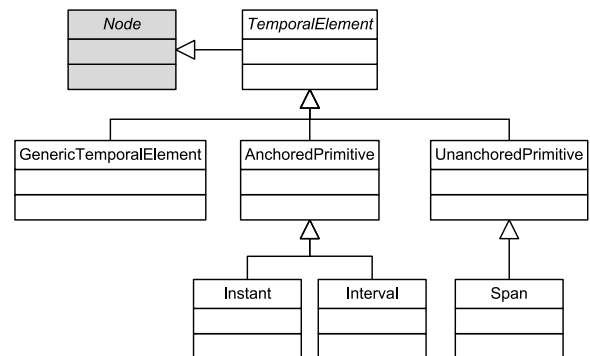 Node
TemporalElement
GenericTemporalElement
AnchoredPrimitive
UnanchoredPrimitive
Instant
Interval
Span